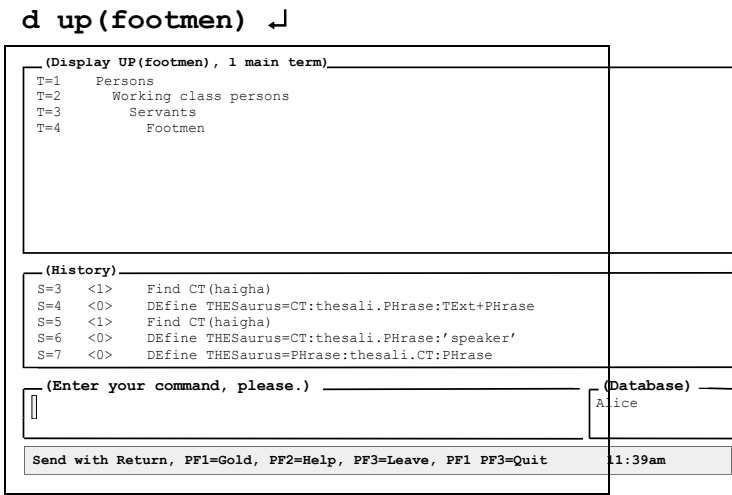 d up(footmen) ↵
(Display UP(footmen), 1 main term)
T=1 Persons
T=2 Working class persons
T=3 Servants
T=4 Footmen
(History)
S=3 <1> Find CT(haigha)
S=4 <0> DEfine THESaurus=CT:thesali.PHrase:TExt+PHrase
S=5 <1> Find CT(haigha)
S=6 <0> DEfine THESaurus=CT:thesali.PHrase:’speaker’
S=7 <0> DEfine THESaurus=PHrase:thesali.CT:PHrase
(Enter your command, please.) (Database)
Alice
Send with Return, PF1=Gold, PF2=Help, PF3=Leave, PF1 PF3=Quit 11:39am